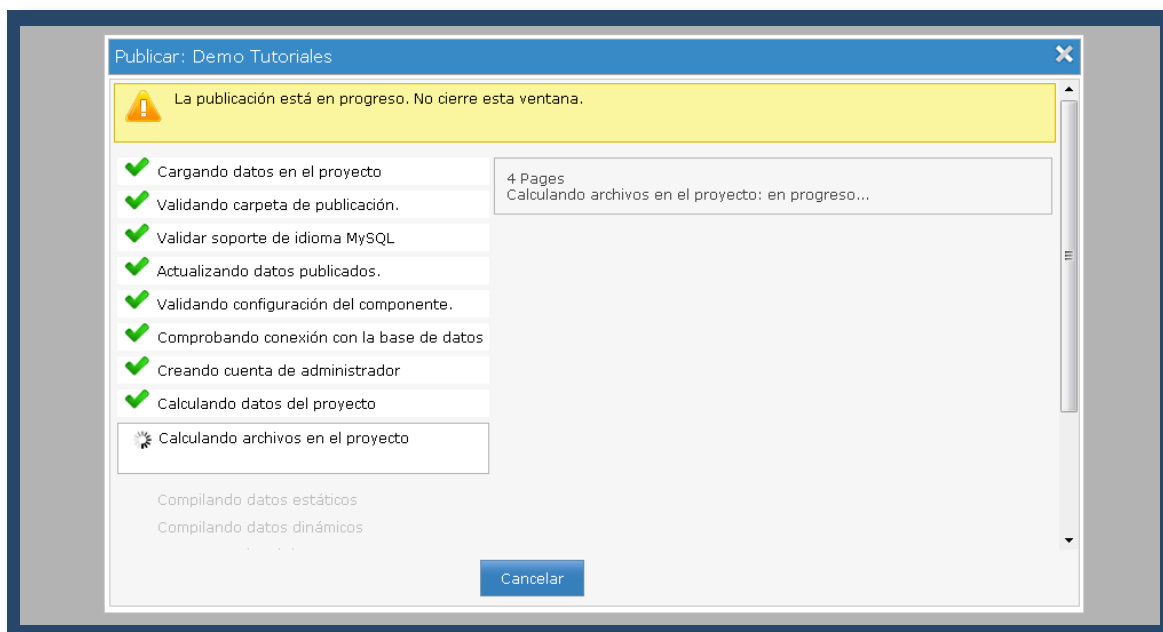 Publicar: Demo Tutoriales
La publicación está en progreso. No cierre esta ventana.
Cargando datos en el proyecto
Validando carpeta de publicación.
Validar soporte de idioma MySQL
Actualizando datos publicados.
Validando configuración del componente.
Comprobando conexión con la base de datos
Creando cuenta de administrador
Calculando datos del proyecto
Calculando archivos en el proyecto
Compilando datos estáticos
Compilando datos dinámicos
4 Pages
Calculando archivos en el proyecto: en progreso...
Cancelar